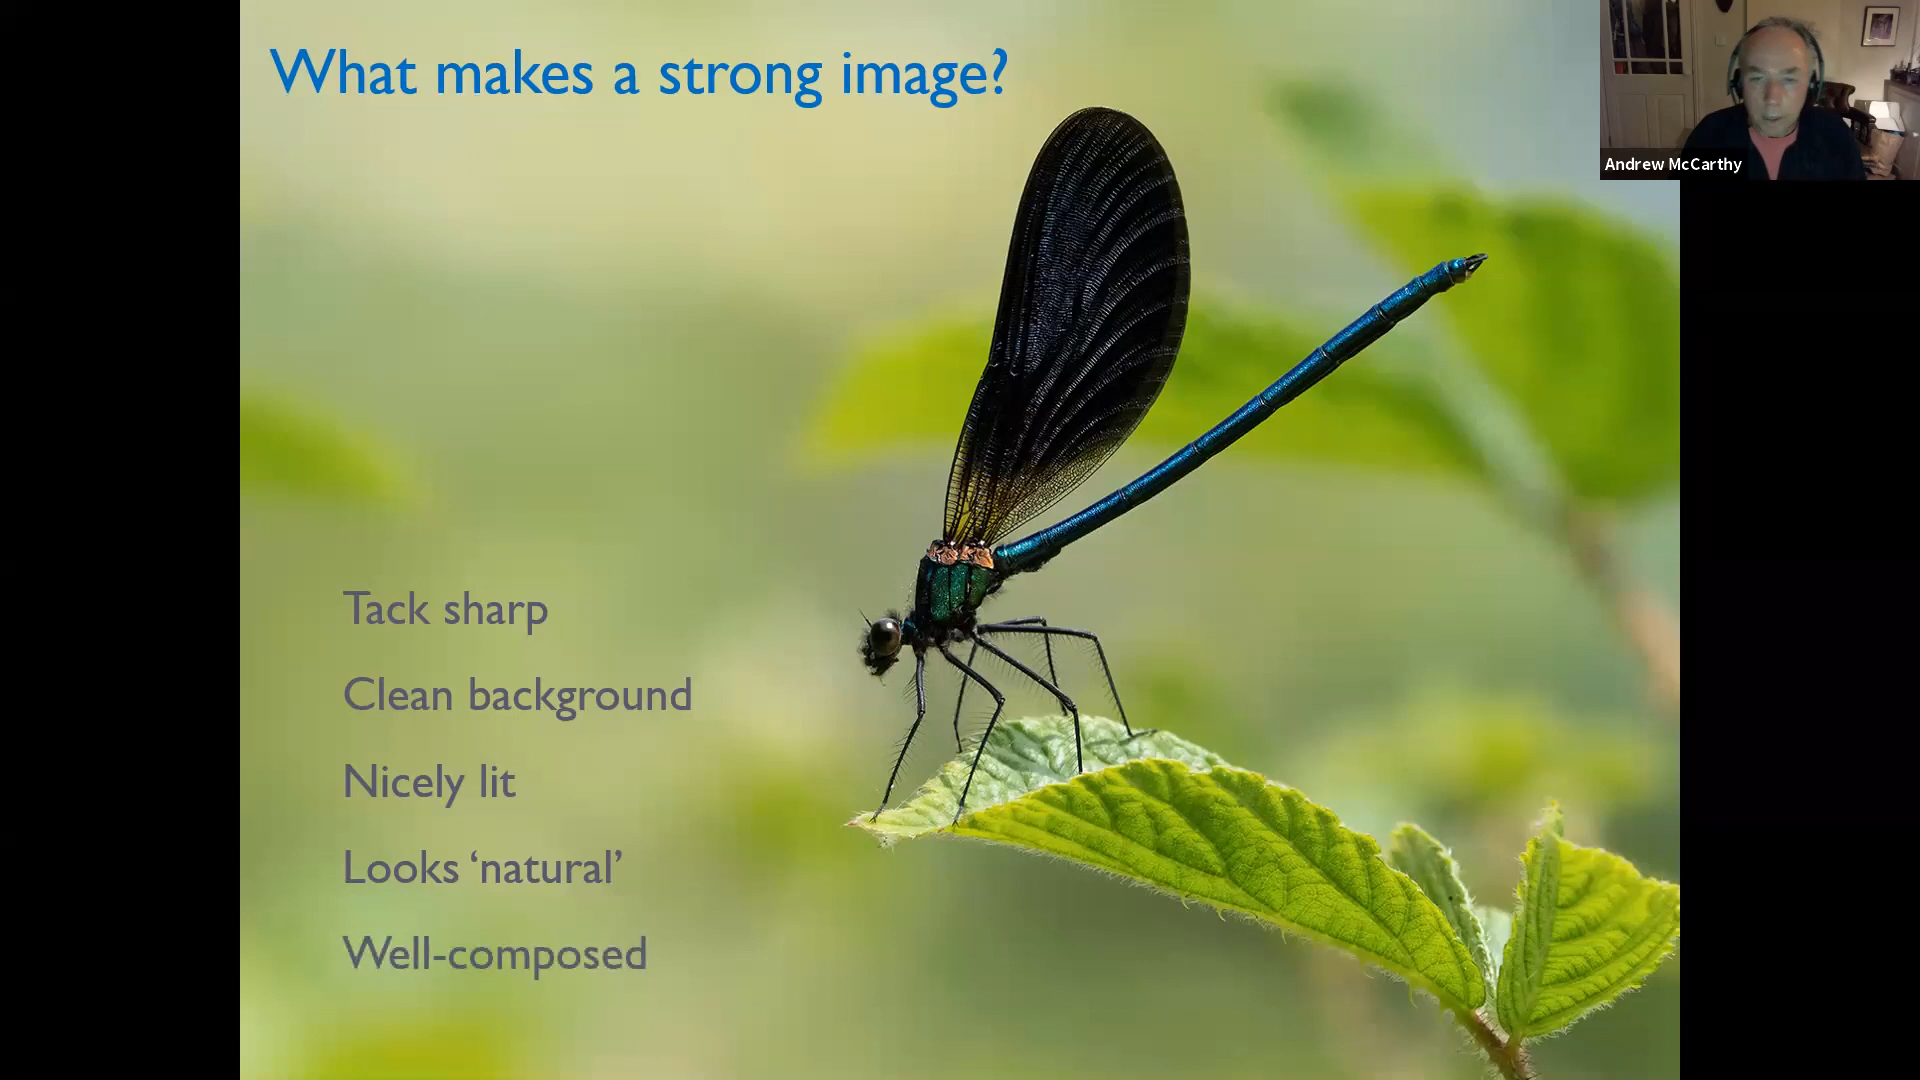 What makes a strong image?
Andrew McCarthy
Tack sharp
Clean background
Nicely lit
Looks ‘natural’
Well-composed